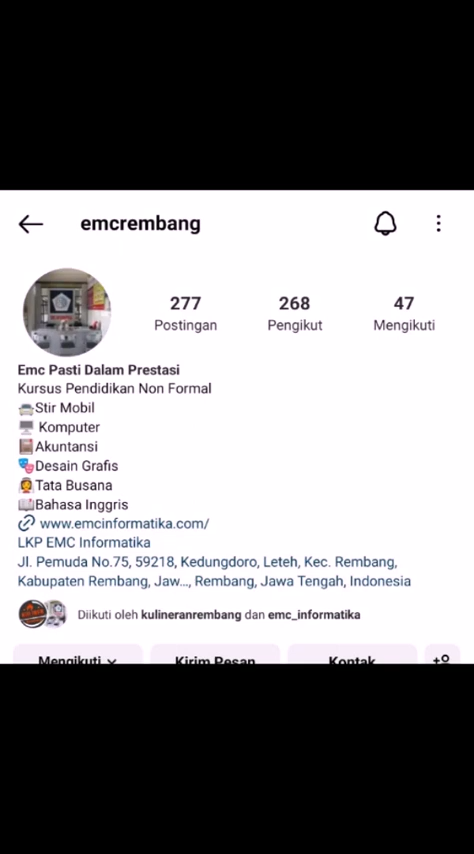 emcrembang
277 268 47
Postingan Pengikut Mengikuti
Emc Pasti Dalam Prestasi
Kursus Pendidikan Non Formal
🚘Stir Mobil
🖥️ Komputer
📔Akuntansi
🎭Desain Grafis
👰Tata Busana
📖Bahasa Inggris
www.emcinformatika.com/
LKP EMC Informatika
Jl. Pemuda No.75, 59218, Kedungdoro, Leteh, Kec. Rembang,
Kabupaten Rembang, Jaw..., Rembang, Jawa Tengah, Indonesia
Diikuti oleh kulineranrembang dan emc_informatika
Mengikuti Kirim Pesan Kontak